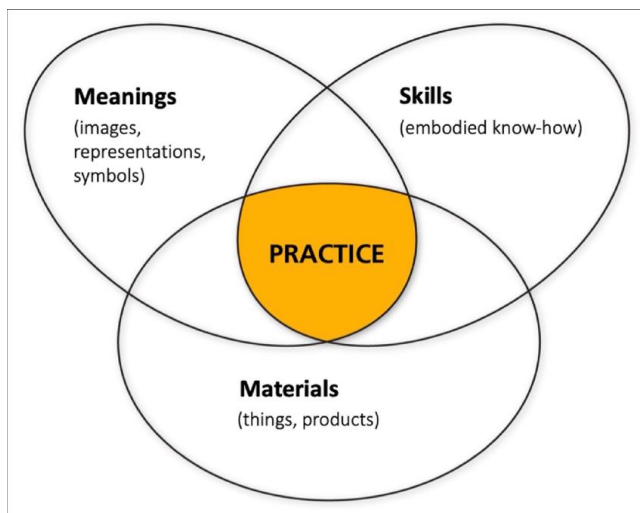 Meanings
(images,
representations,
symbols)
Skills
(embodied know-how)
PRACTICE
Materials
(things, products)